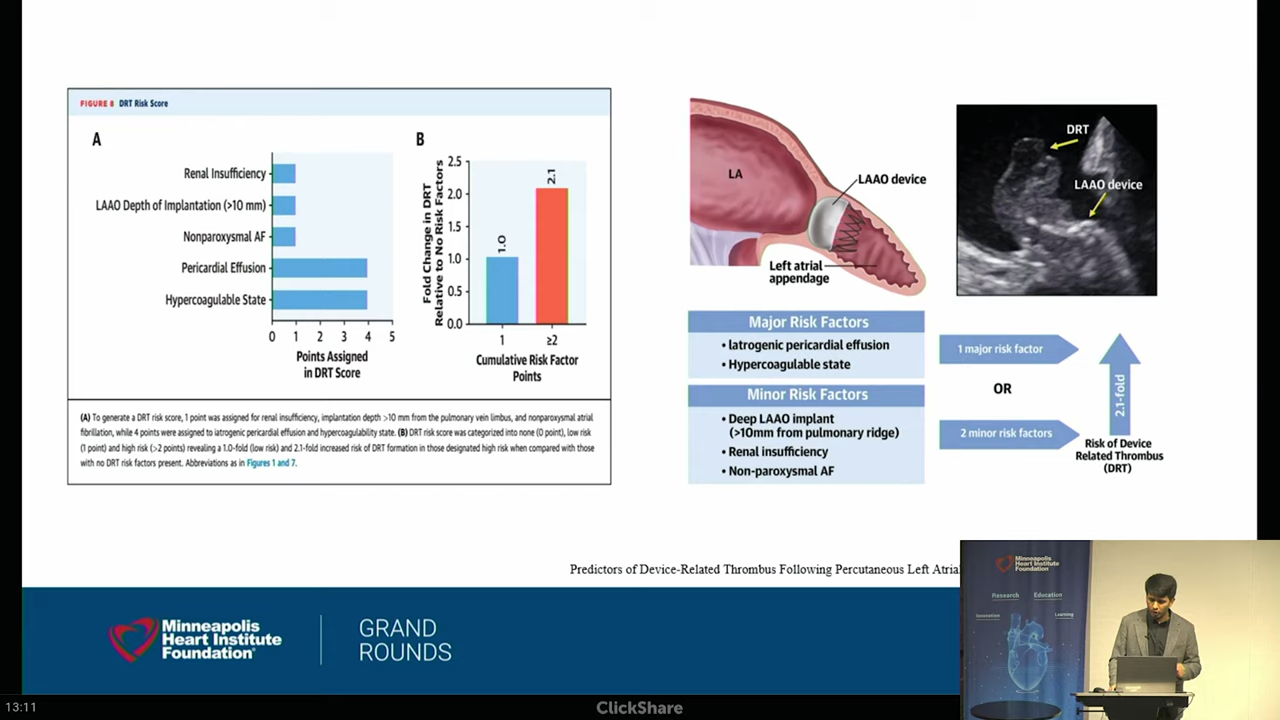 FIGURE 8 DRT Risk Score
A
Renal Insufficiency
LAAO Depth of Implantation (>10 mm)
Nonparoxysmal AF
Pericardial Effusion
Hypercoagulable State
0 1 2 3 4 5
Points Assigned
in DRT Score
B
Fold Change in DRT
Relative to No Risk Factors
2.5
2.0
1.5
1.0
0.5
0.0
1.0
2.1
1 ≥2
Cumulative Risk Factor
Points
(A) To generate a DRT risk score, 1 point was assigned for renal insufficiency, implantation depth >10 mm from the pulmonary vein limbus, and nonparoxysmal atrial
fibrillation, while 4 points were assigned to iatrogenic pericardial effusion and hypercoagulability state. (B) DRT risk score was categorized into none (0 point), low risk
(1 point) and high risk (>2 points) revealing a 1.0-fold (low risk) and 2.1-fold increased risk of DRT formation in those designated high risk when compared with those
with no DRT risk factors present. Abbreviations as in Figures 1 and 7.
LA
LAAO device
Left atrial
appendage
DRT
LAAO device
Major Risk Factors
• Iatrogenic pericardial effusion
• Hypercoagulable state
Minor Risk Factors
• Deep LAAO implant
(>10mm from pulmonary ridge)
• Renal insufficiency
• Non-paroxysmal AF
1 major risk factor
OR
2 minor risk factors
2.1-fold
Risk of Device
Related Thrombus
(DRT)
Predictors of Device-Related Thrombus Following Percutaneous Left Atrial
Minneapolis
Heart Institute
Foundation
GRAND
ROUNDS
Minneapolis
Heart Institute
Foundation
Research Education
Innovation Learning
13:11
ClickShare